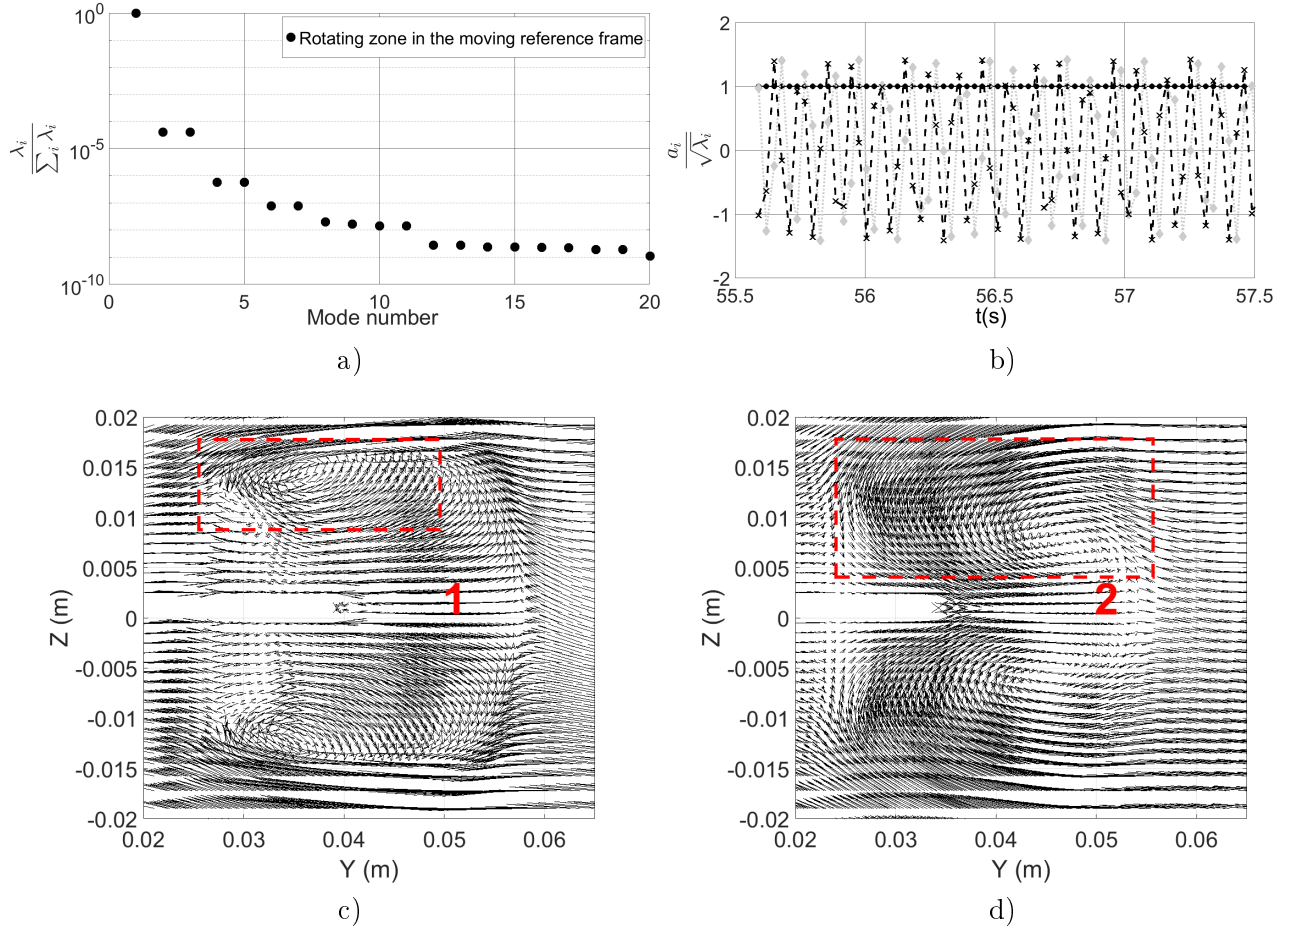 10^0
10^-5
10^-10
λ_i
∑_i λ_i
Rotating zone in the moving reference frame
0 5 10 15 20
Mode number
a)
2
1
0
-1
-2
a_i
√λ_i
55.5 56 56.5 57 57.5
t(s)
b)
0.02
0.015
0.01
0.005
0
-0.005
-0.01
-0.015
-0.02
Z (m)
1
0.02 0.03 0.04 0.05 0.06
Y (m)
c)
0.02
0.015
0.01
0.005
0
-0.005
-0.01
-0.015
-0.02
Z (m)
2
0.02 0.03 0.04 0.05 0.06
Y (m)
d)